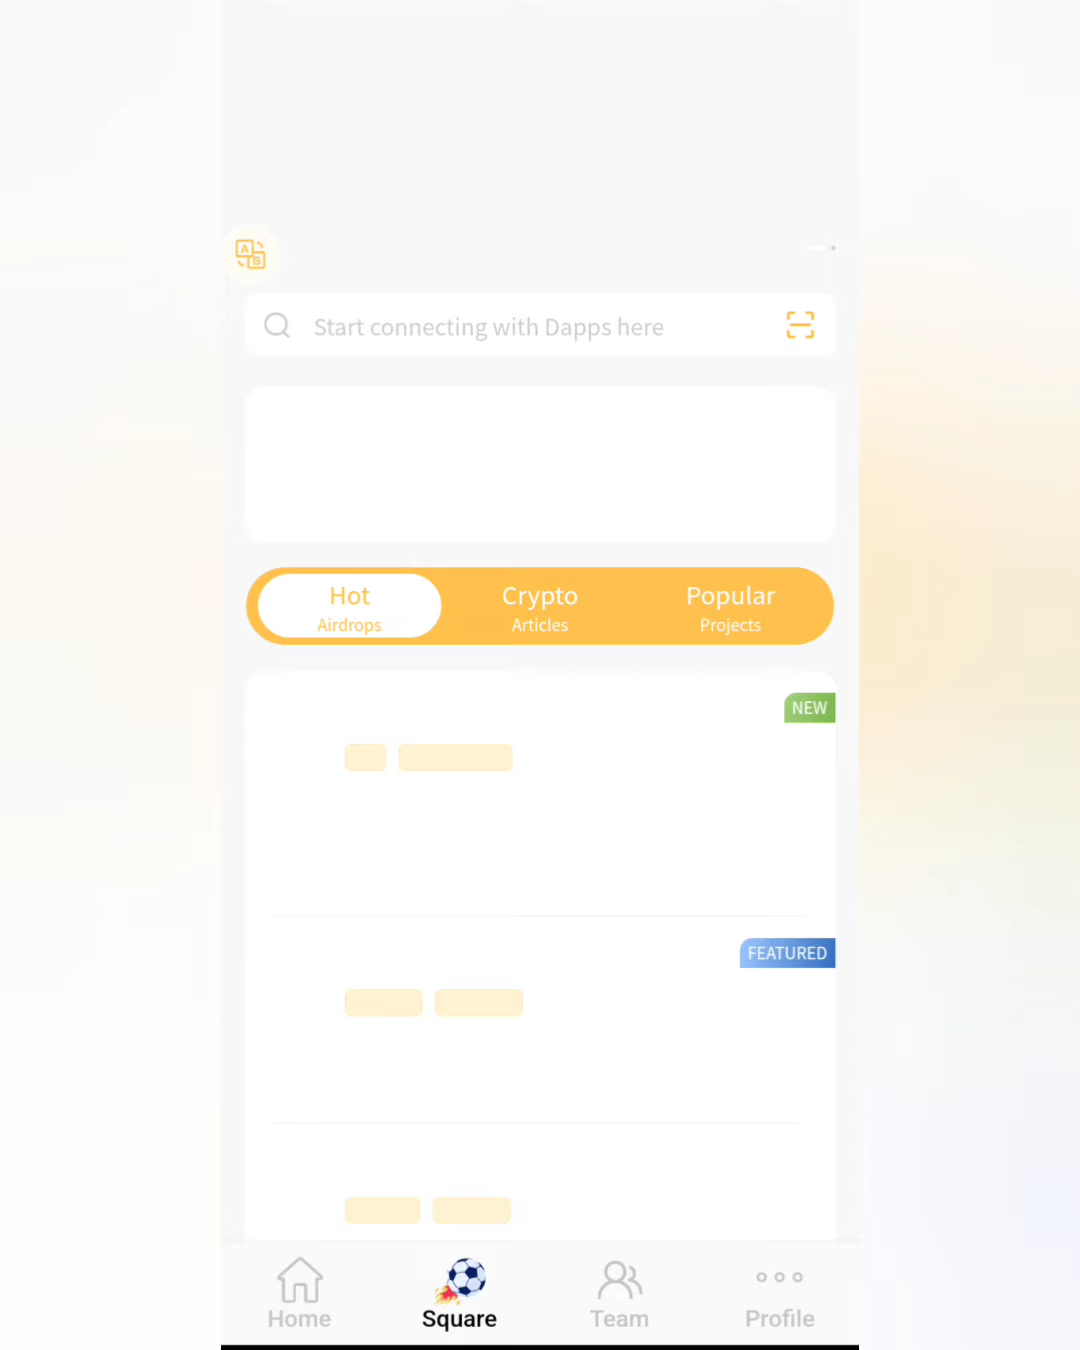 A
B
Start connecting with Dapps here
Hot
Airdrops
Crypto
Articles
Popular
Projects
NEW
FEATURED
Home
Square
Team
Profile